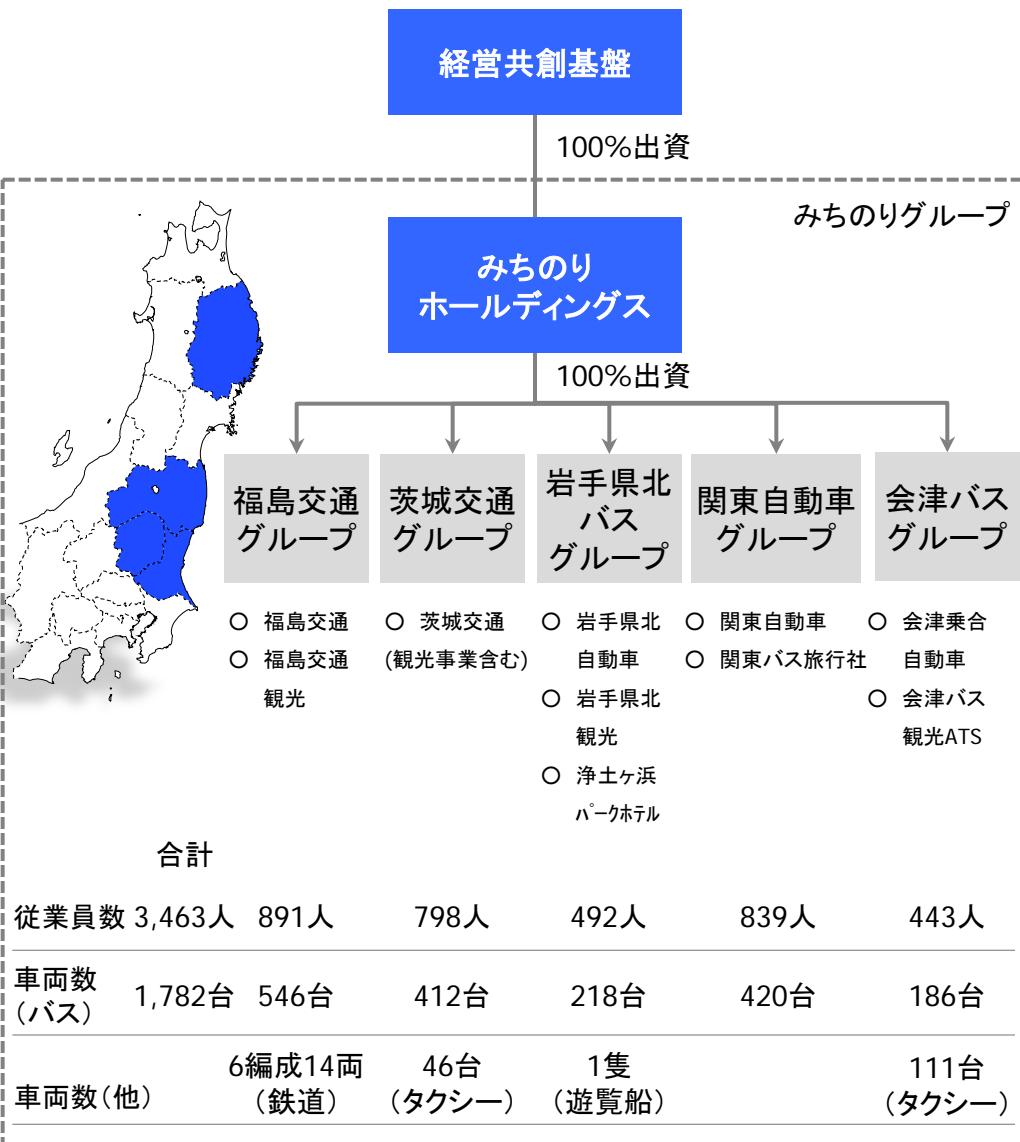 経営共創基盤
100%出資
みちのりグループ
みちのり
ホールディングス
100%出資
福島交通
グループ
茨城交通
グループ
岩手県北
バス
グループ
関東自動車
グループ
会津バス
グループ
○ 福島交通
○ 福島交通
観光
○ 茨城交通
(観光事業含む)
○ 岩手県北
自動車
○ 岩手県北
観光
○ 浄土ヶ浜
パークホテル
○ 関東自動車
○ 関東バス旅行社
○ 会津乗合
自動車
○ 会津バス
観光ATS
合計
従業員数 3,463人 891人 798人 492人 839人 443人
車両数
(バス) 1,782台 546台 412台 218台 420台 186台
車両数(他) 6編成14両 46台 1隻 111台
(鉄道) (タクシー) (遊覧船) (タクシー)